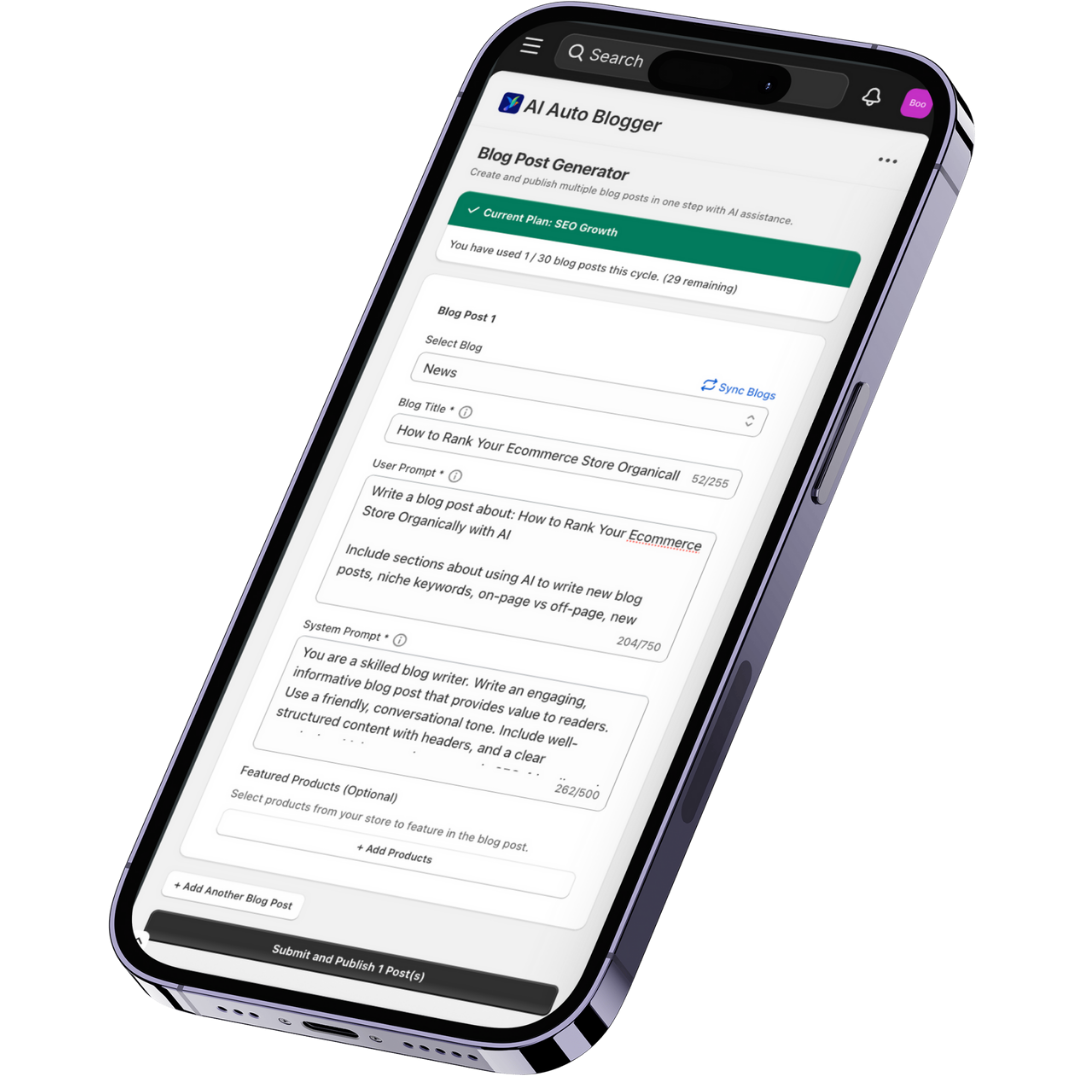 Search
Boo
AI Auto Blogger
Blog Post Generator
Create and publish multiple blog posts in one step with AI assistance.
Current Plan: SEO Growth
You have used 1 / 30 blog posts this cycle. (29 remaining)
Blog Post 1
Select Blog
Sync Blogs
News
Blog Title *
How to Rank Your Ecommerce Store Organicall
52/255
User Prompt *
Write a blog post about: How to Rank Your Ecommerce
Store Organically with AI
Include sections about using AI to write new blog
posts, niche keywords, on-page vs off-page, new
204/750
System Prompt *
You are a skilled blog writer. Write an engaging,
informative blog post that provides value to readers.
Use a friendly, conversational tone. Include well-
structured content with headers, and a clear
262/500
Featured Products (Optional)
Select products from your store to feature in the blog post.
+ Add Products
+ Add Another Blog Post
Submit and Publish 1 Post(s)